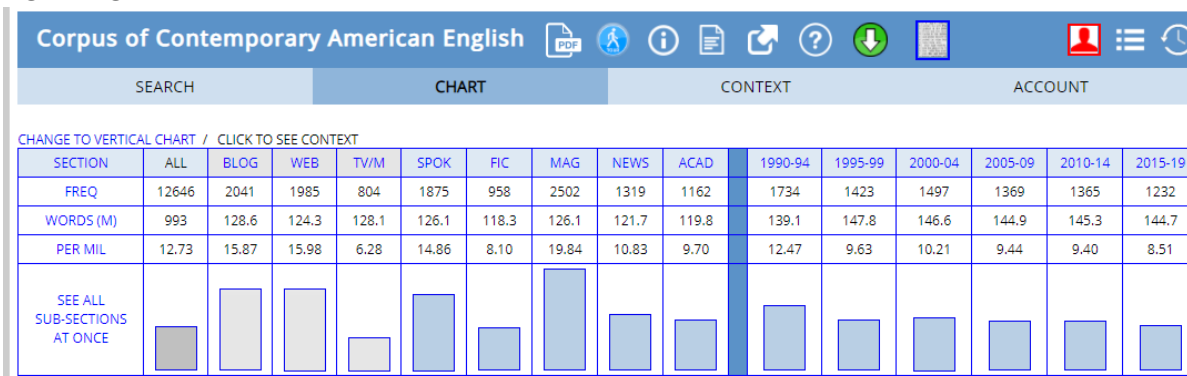 Corpus of Contemporary American English PDF
SEARCH CHART CONTEXT ACCOUNT
CHANGE TO VERTICAL CHART / CLICK TO SEE CONTEXT
SECTION ALL BLOG WEB TV/M SPOK FIC MAG NEWS ACAD 1990-94 1995-99 2000-04 2005-09 2010-14 2015-19
FREQ 12646 2041 1985 804 1875 958 2502 1319 1162 1734 1423 1497 1369 1365 1232
WORDS (M) 993 128.6 124.3 128.1 126.1 118.3 126.1 121.7 119.8 139.1 147.8 146.6 144.9 145.3 144.7
PER MIL 12.73 15.87 15.98 6.28 14.86 8.10 19.84 10.83 9.70 12.47 9.63 10.21 9.44 9.40 8.51
SEE ALL
SUB-SECTIONS
AT ONCE